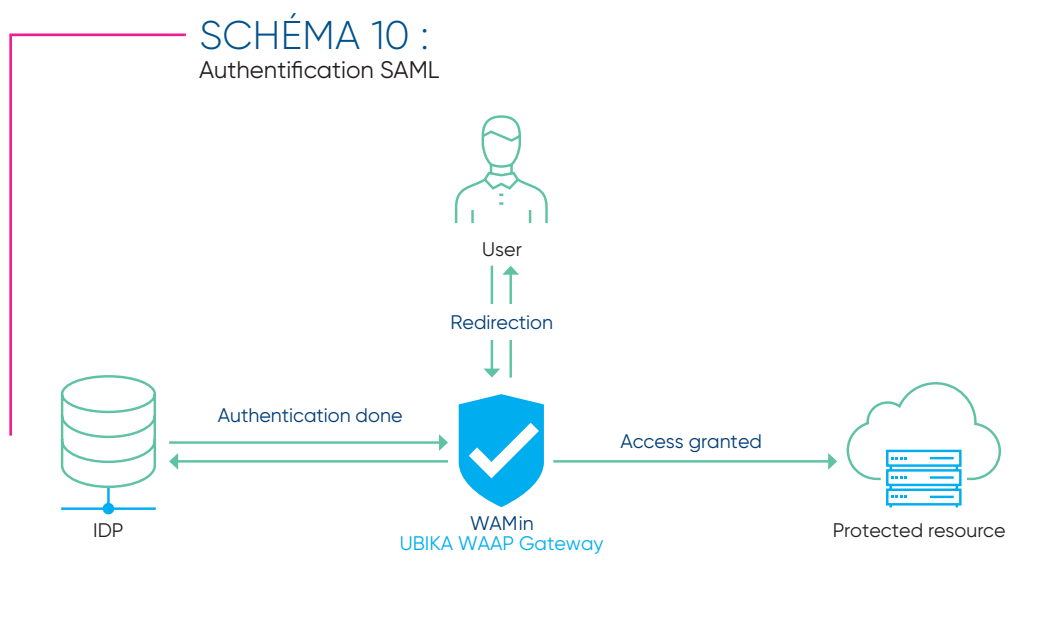 SCHÉMA 10 :
Authentification SAML
User
Redirection
Authentication done
Access granted
IDP
WAMin
UBIKA WAAP Gateway
Protected resource